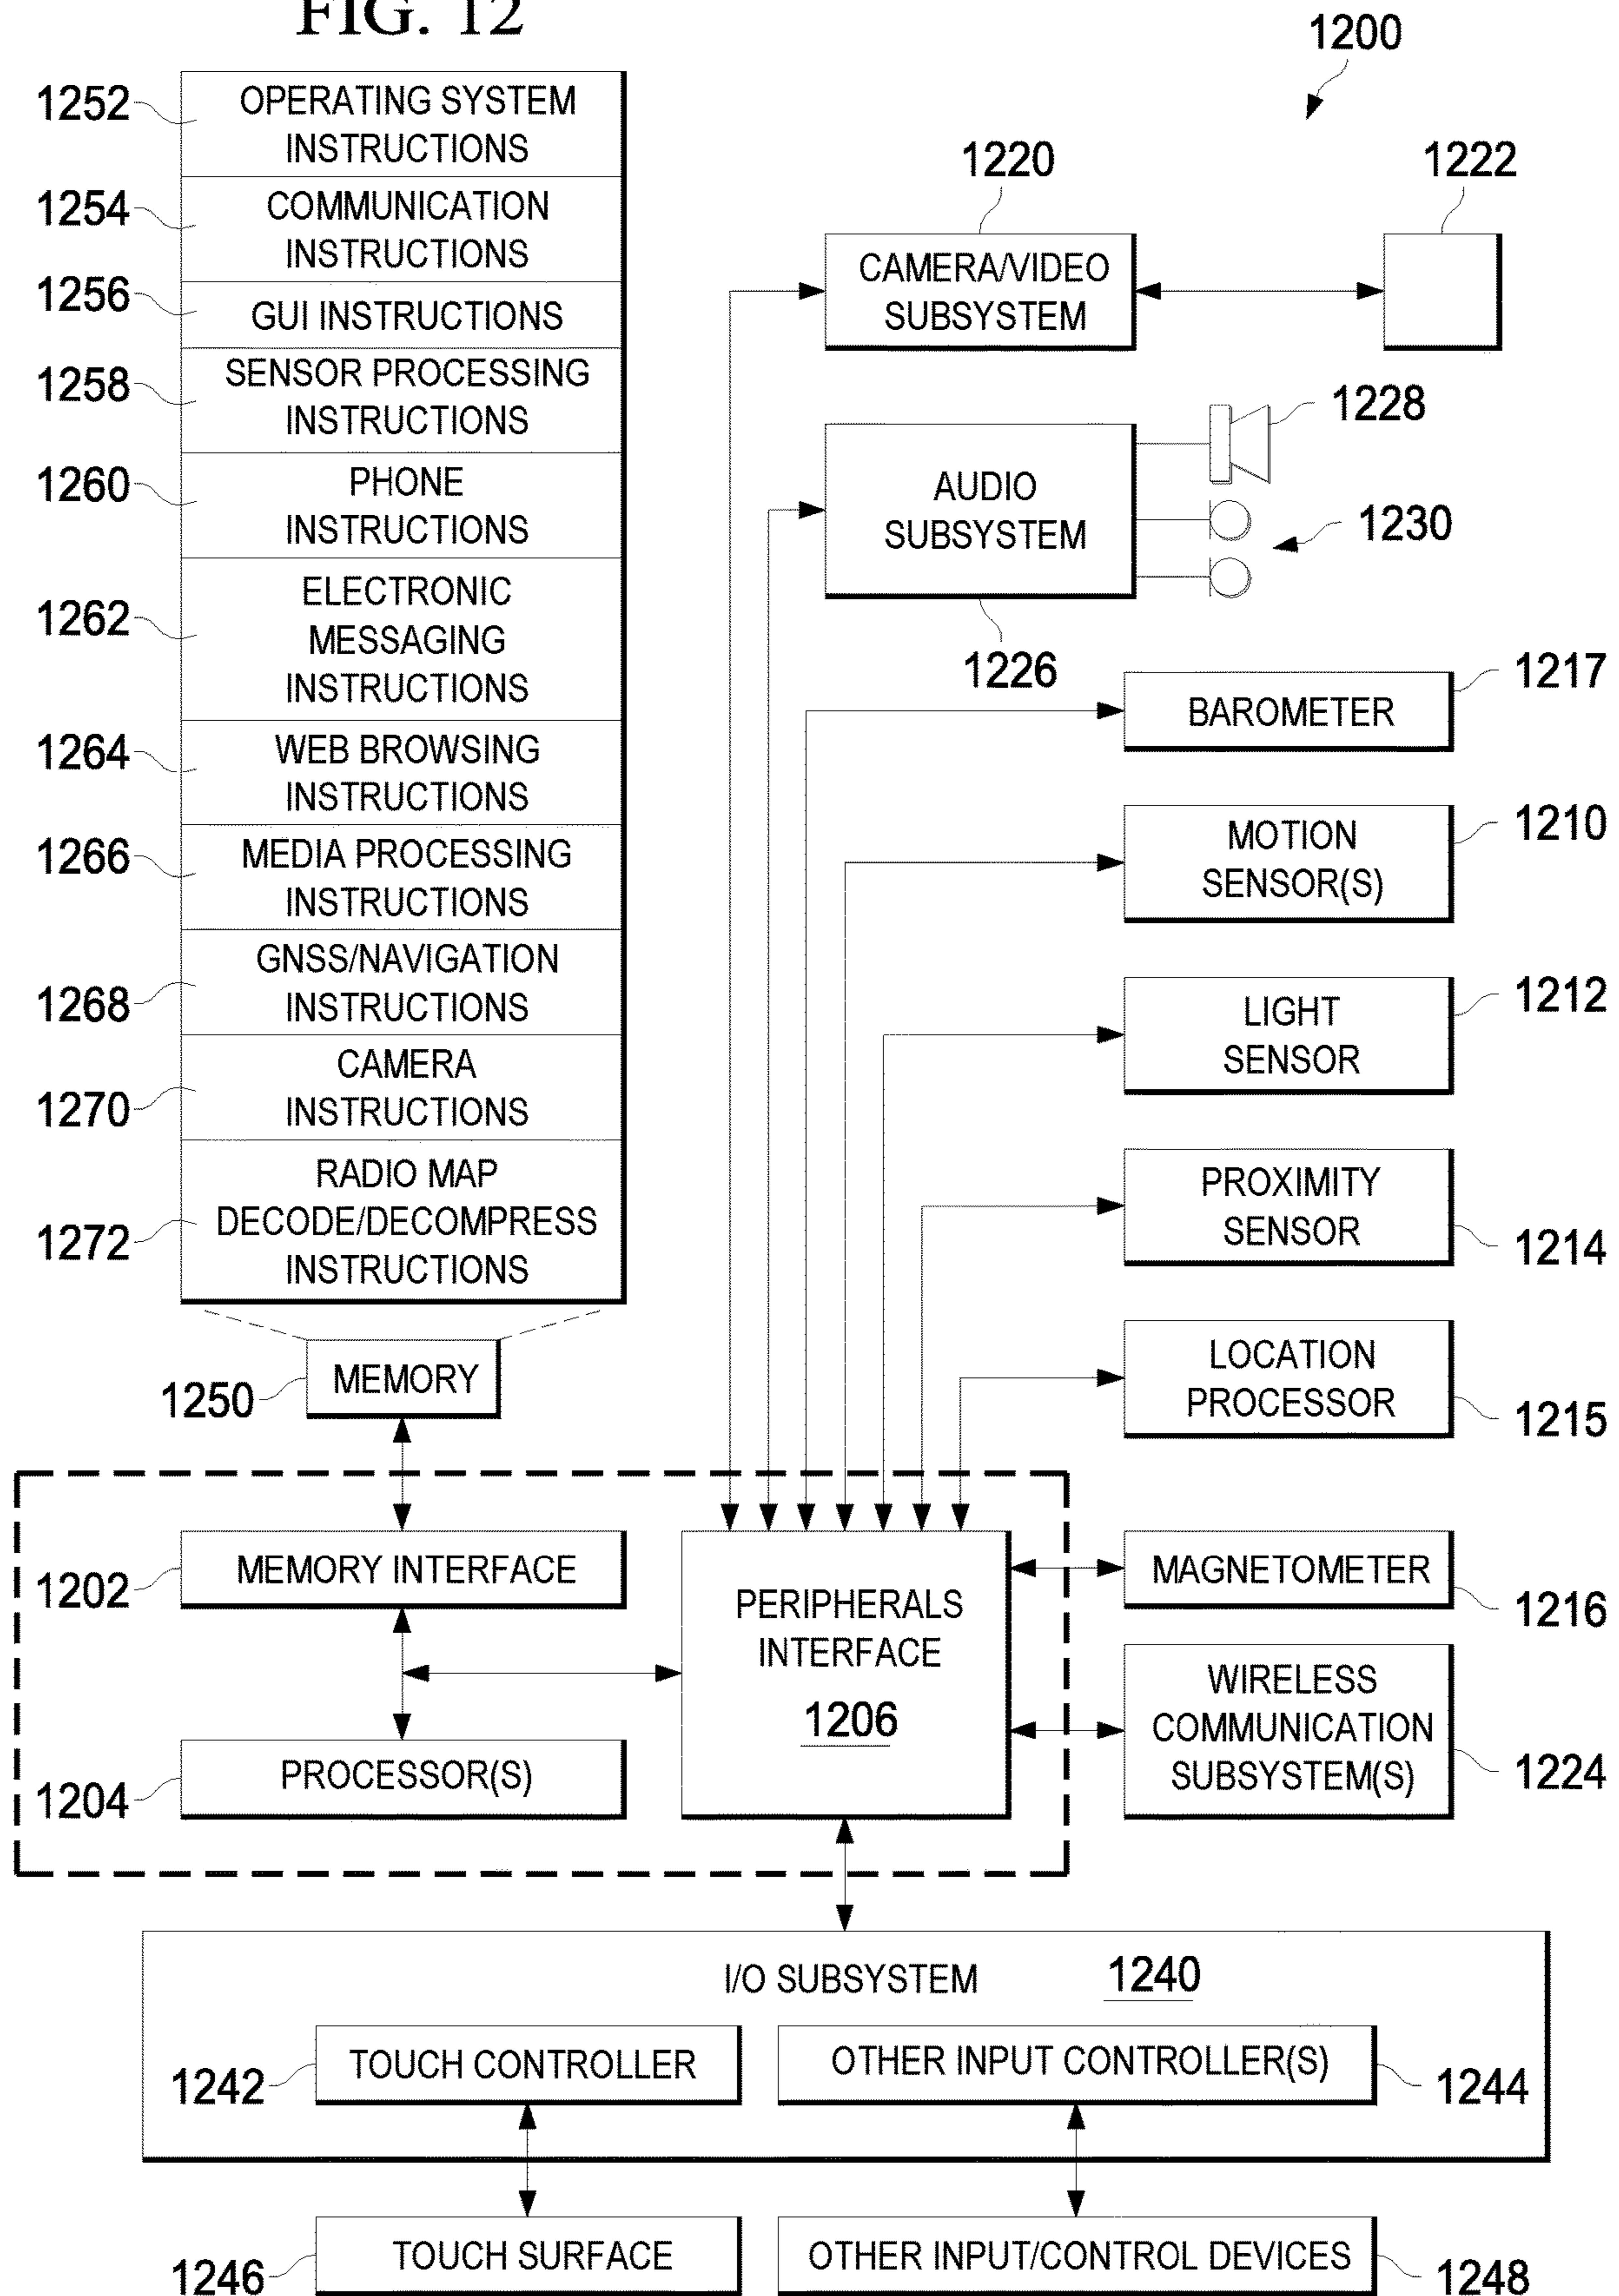 FIG. 12
1200
1252
OPERATING SYSTEM
INSTRUCTIONS
1254
COMMUNICATION
INSTRUCTIONS
1256
GUI INSTRUCTIONS
1258
SENSOR PROCESSING
INSTRUCTIONS
1260
PHONE
INSTRUCTIONS
1262
ELECTRONIC
MESSAGING
INSTRUCTIONS
1264
WEB BROWSING
INSTRUCTIONS
1266
MEDIA PROCESSING
INSTRUCTIONS
1268
GNSS/NAVIGATION
INSTRUCTIONS
1270
CAMERA
INSTRUCTIONS
1272
RADIO MAP
DECODE/DECOMPRESS
INSTRUCTIONS
1250
MEMORY
1220
CAMERA/VIDEO
SUBSYSTEM
1222
AUDIO
SUBSYSTEM
1226
1228
1230
BAROMETER
1217
MOTION
SENSOR(S)
1210
LIGHT
SENSOR
1212
PROXIMITY
SENSOR
1214
LOCATION
PROCESSOR
1215
1202
MEMORY INTERFACE
1204
PROCESSOR(S)
PERIPHERALS
INTERFACE
1206
MAGNETOMETER
1216
WIRELESS
COMMUNICATION
SUBSYSTEM(S)
1224
I/O SUBSYSTEM
1240
1242
TOUCH CONTROLLER
OTHER INPUT CONTROLLER(S)
1244
1246
TOUCH SURFACE
OTHER INPUT/CONTROL DEVICES
1248